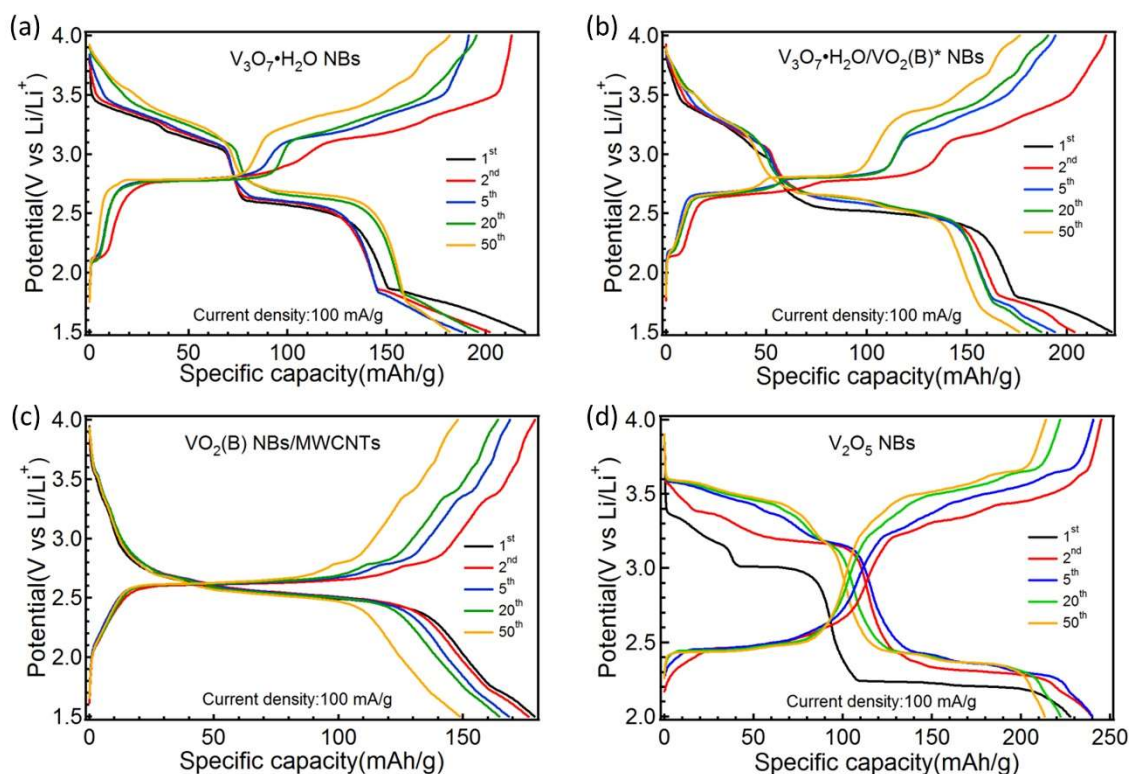 (a)
V₃O₇•H₂O NBs
4.0
3.5
3.0
2.5
2.0
1.5
Potential(V vs Li/Li⁺)
1ˢᵗ
2ⁿᵈ
5ᵗʰ
20ᵗʰ
50ᵗʰ
Current density:100 mA/g
0 50 100 150 200
Specific capacity(mAh/g)
(b)
V₃O₇•H₂O/VO₂(B)* NBs
4.0
3.5
3.0
2.5
2.0
1.5
Potential(V vs Li/Li⁺)
1ˢᵗ
2ⁿᵈ
5ᵗʰ
20ᵗʰ
50ᵗʰ
Current density:100 mA/g
0 50 100 150 200
Specific capacity(mAh/g)
(c)
VO₂(B) NBs/MWCNTs
4.0
3.5
3.0
2.5
2.0
1.5
Potential(V vs Li/Li⁺)
1ˢᵗ
2ⁿᵈ
5ᵗʰ
20ᵗʰ
50ᵗʰ
Current density:100 mA/g
0 50 100 150
Specific capacity(mAh/g)
(d)
V₂O₅ NBs
4.0
3.5
3.0
2.5
2.0
Potential(V vs Li/Li⁺)
1ˢᵗ
2ⁿᵈ
5ᵗʰ
20ᵗʰ
50ᵗʰ
Current density:100 mA/g
0 50 100 150 200 250
Specific capacity(mAh/g)